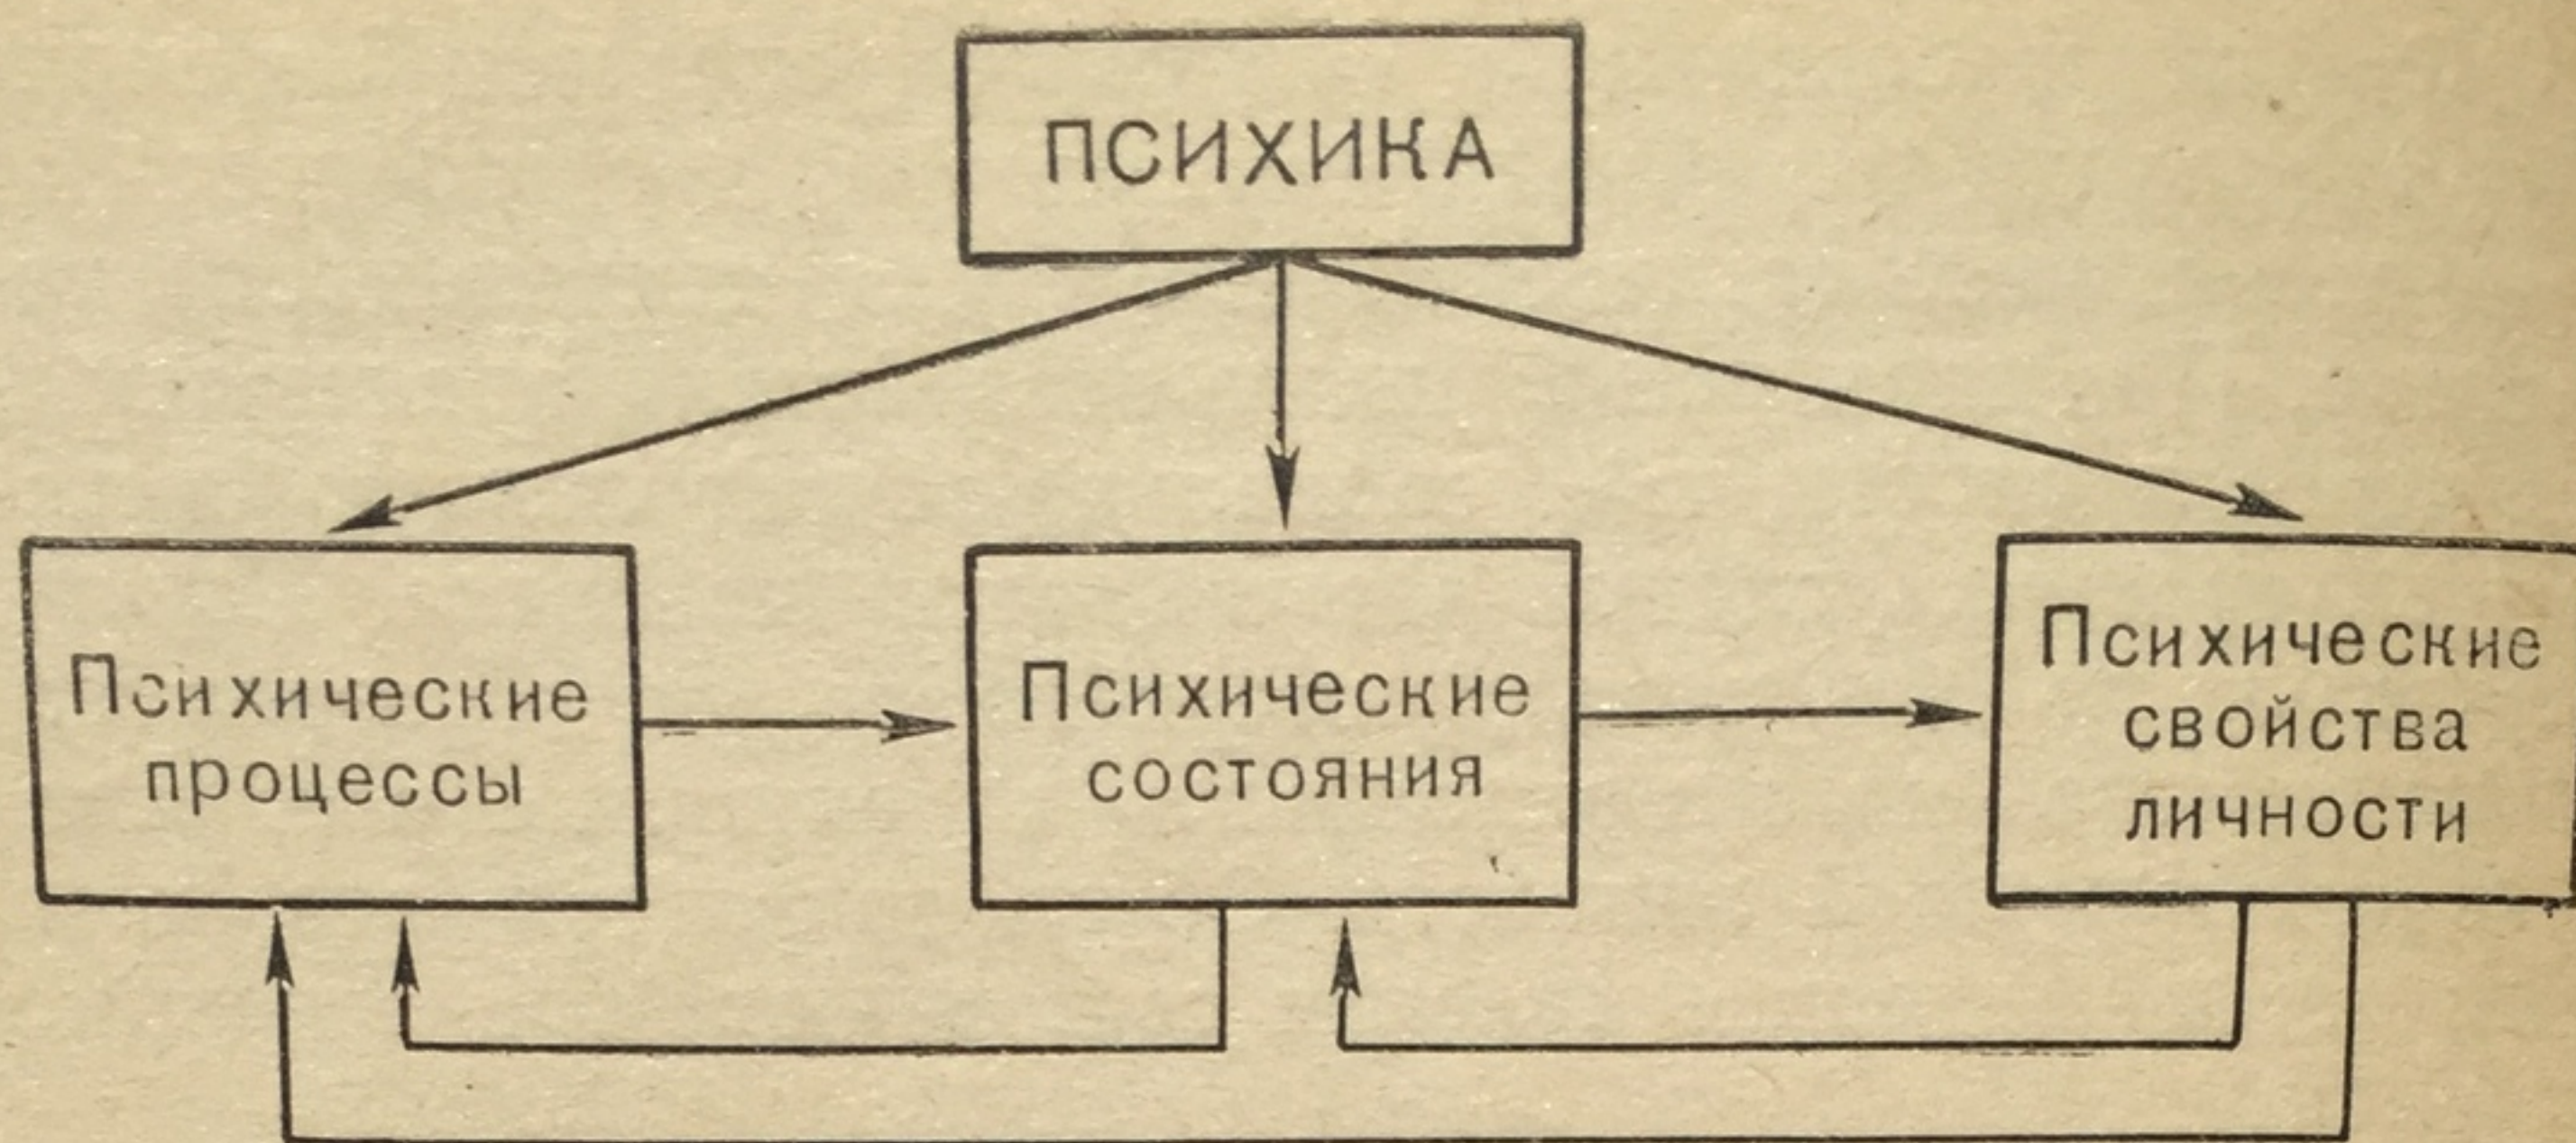 ПСИХИКА
Психические
процессы
Психические
состояния
Психические
свойства
личности